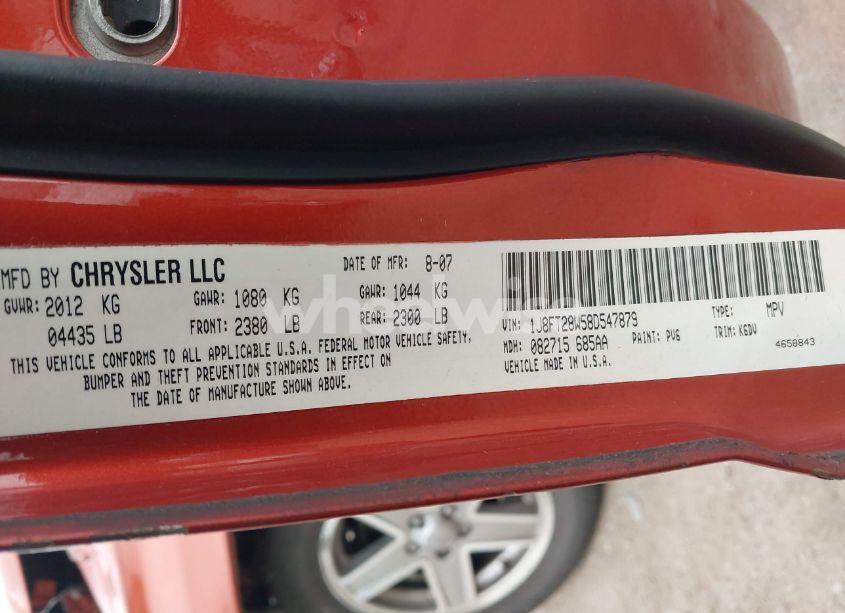 MFD BY CHRYSLER LLC DATE OF MFR: 8-07
GVWR: 2012 KG GAWR: 1080 KG GAWR: 1044 KG
04435 LB FRONT: 2380 LB REAR: 2300 LB
THIS VEHICLE CONFORMS TO ALL APPLICABLE U.S.A. FEDERAL MOTOR VEHICLE SAFETY,
BUMPER AND THEFT PREVENTION STANDARDS IN EFFECT ON
THE DATE OF MANUFACTURE SHOWN ABOVE.
VIN: 1J8FT28W58D547879 TYPE: MPV
MDH: 082715 685AA PAINT: PV6 TRIM: K6DV
VEHICLE MADE IN U.S.A. 4658843
wheelwise